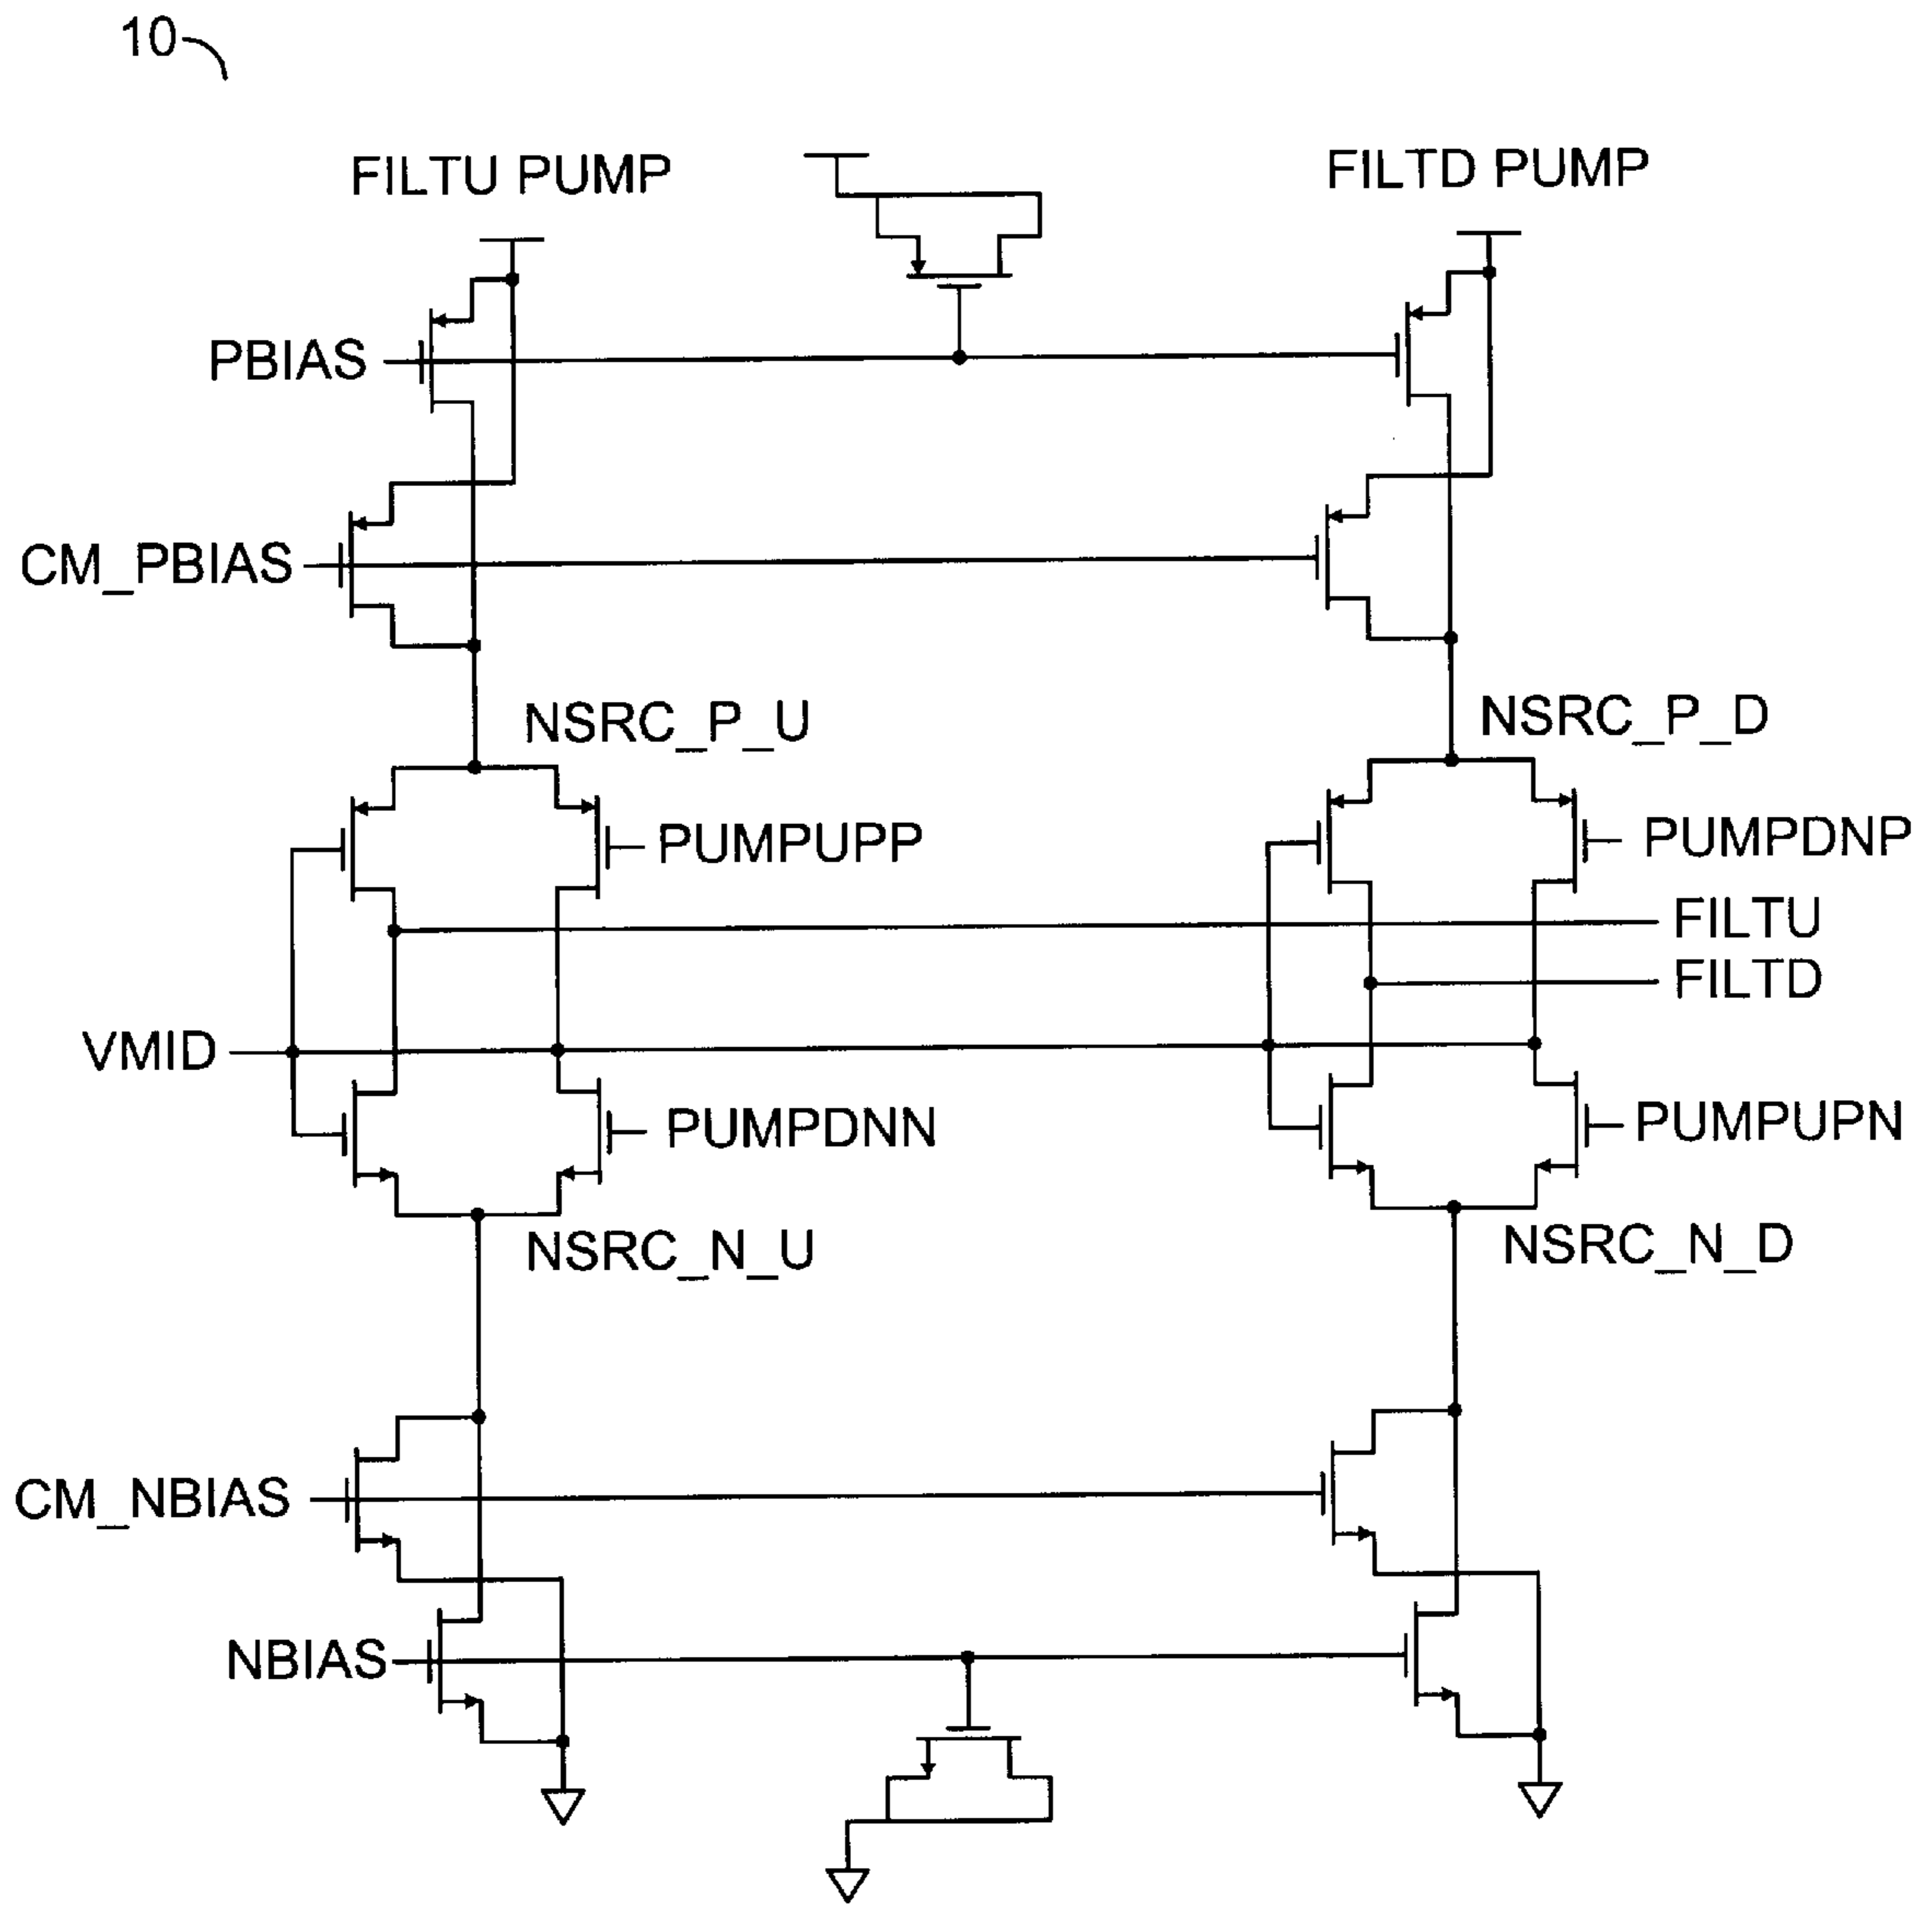 10
FILTU PUMP
FILTD PUMP
PBIAS
CM_PBIAS
NSRC_P_U
NSRC_P_D
PUMPUPP
PUMPDNP
FILTU
FILTD
VMID
PUMPDNN
PUMPUPN
NSRC_N_U
NSRC_N_D
CM_NBIAS
NBIAS